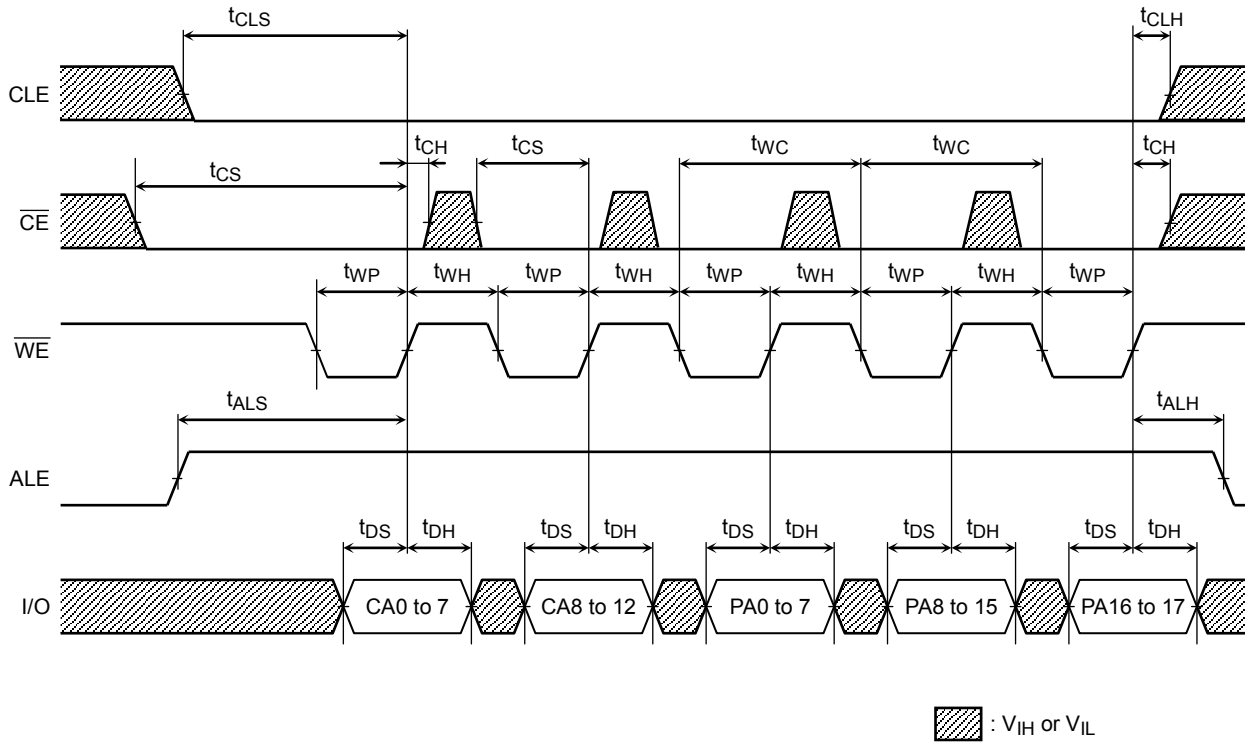 tCLS tCLH
CLE
tCH tCS tWC tWC tCH
tCS
CE
tWP tWH tWP tWH tWP tWH tWP tWH tWP
WE
tALS tALH
ALE
tDS tDH tDS tDH tDS tDH tDS tDH tDS tDH
I/O CA0 to 7 CA8 to 12 PA0 to 7 PA8 to 15 PA16 to 17
: VIH or VIL